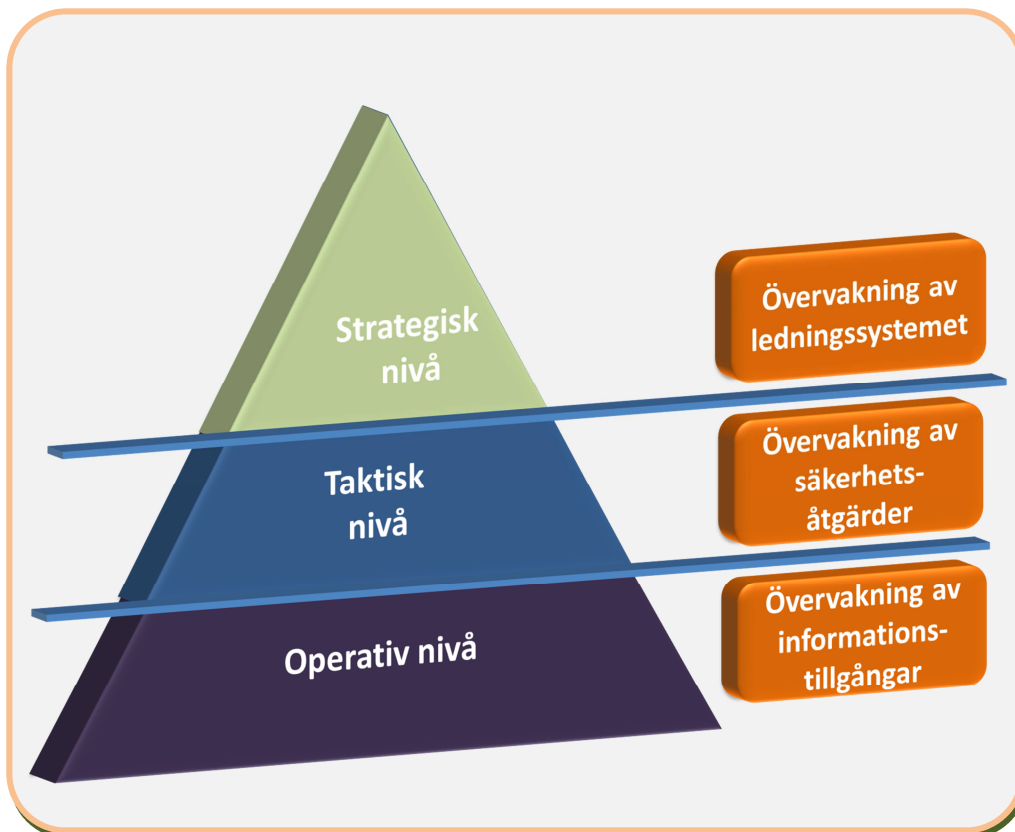 Strategisk
nivå
Övervakning av
ledningssystemet
Taktisk
nivå
Övervakning av
säkerhets-
åtgärder
Operativ nivå
Övervakning av
informations-
tillgångar